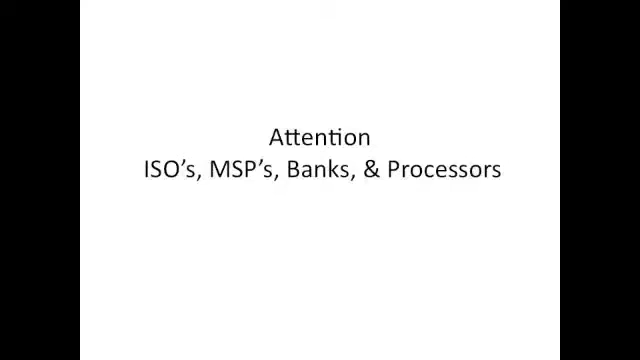 Attention
ISO’s, MSP’s, Banks, & Processors